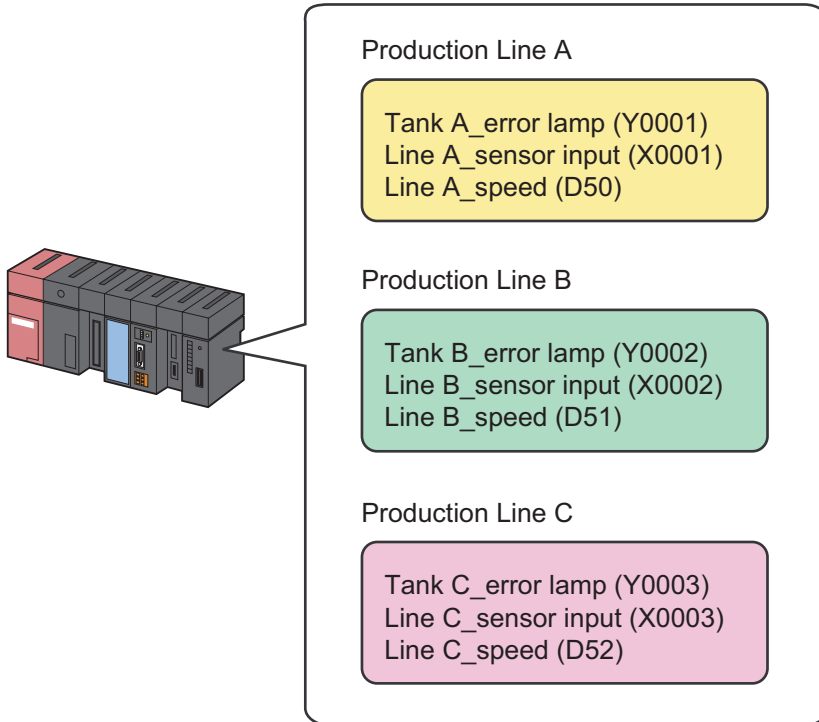 Production Line A
Tank A_error lamp (Y0001)
Line A_sensor input (X0001)
Line A_speed (D50)
Production Line B
Tank B_error lamp (Y0002)
Line B_sensor input (X0002)
Line B_speed (D51)
Production Line C
Tank C_error lamp (Y0003)
Line C_sensor input (X0003)
Line C_speed (D52)